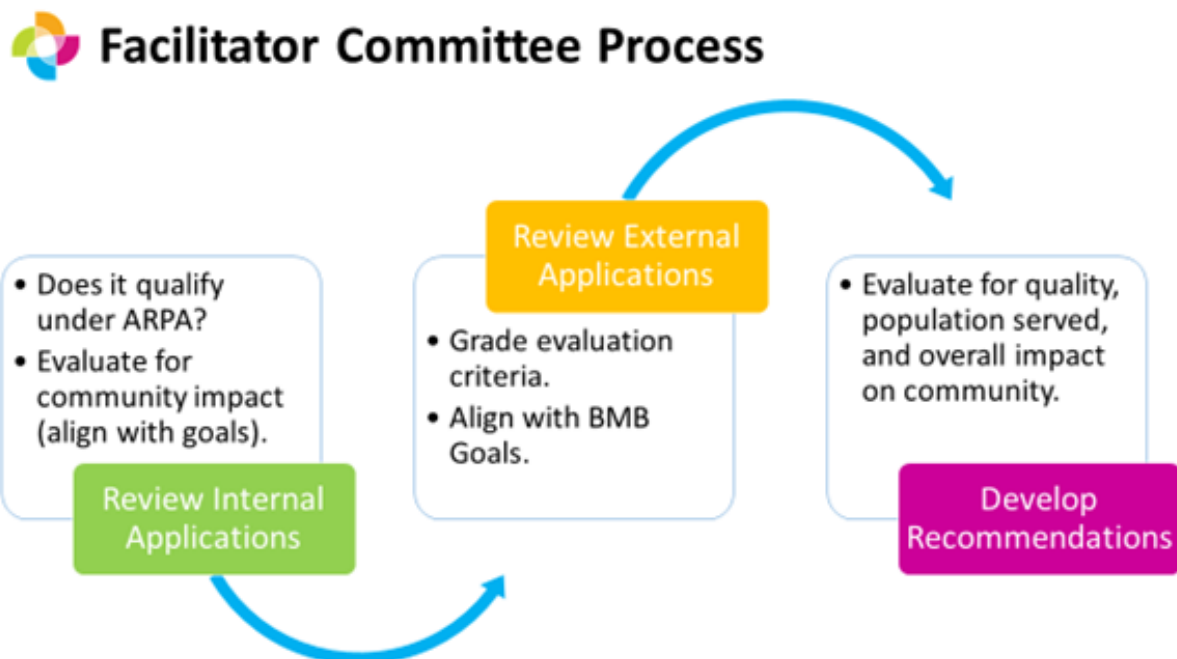 Facilitator Committee Process
• Does it qualify
under ARPA?
• Evaluate for
community impact
(align with goals).
Review Internal
Applications
Review External
Applications
• Grade evaluation
criteria.
• Align with BMB
Goals.
• Evaluate for quality,
population served,
and overall impact
on community.
Develop
Recommendations